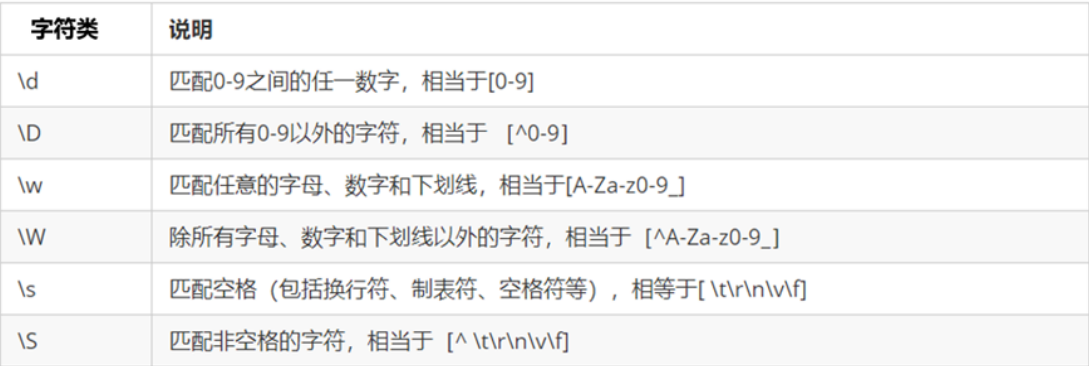 字符类 说明
\d 匹配0-9之间的任一数字，相当于[0-9]
\D 匹配所有0-9以外的字符，相当于 [^0-9]
\w 匹配任意的字母、数字和下划线，相当于[A-Za-z0-9_]
\W 除所有字母、数字和下划线以外的字符，相当于 [^A-Za-z0-9_]
\s 匹配空格（包括换行符、制表符、空格符等），相等于[ \t\r\n\v\f]
\S 匹配非空格的字符，相当于 [^ \t\r\n\v\f]